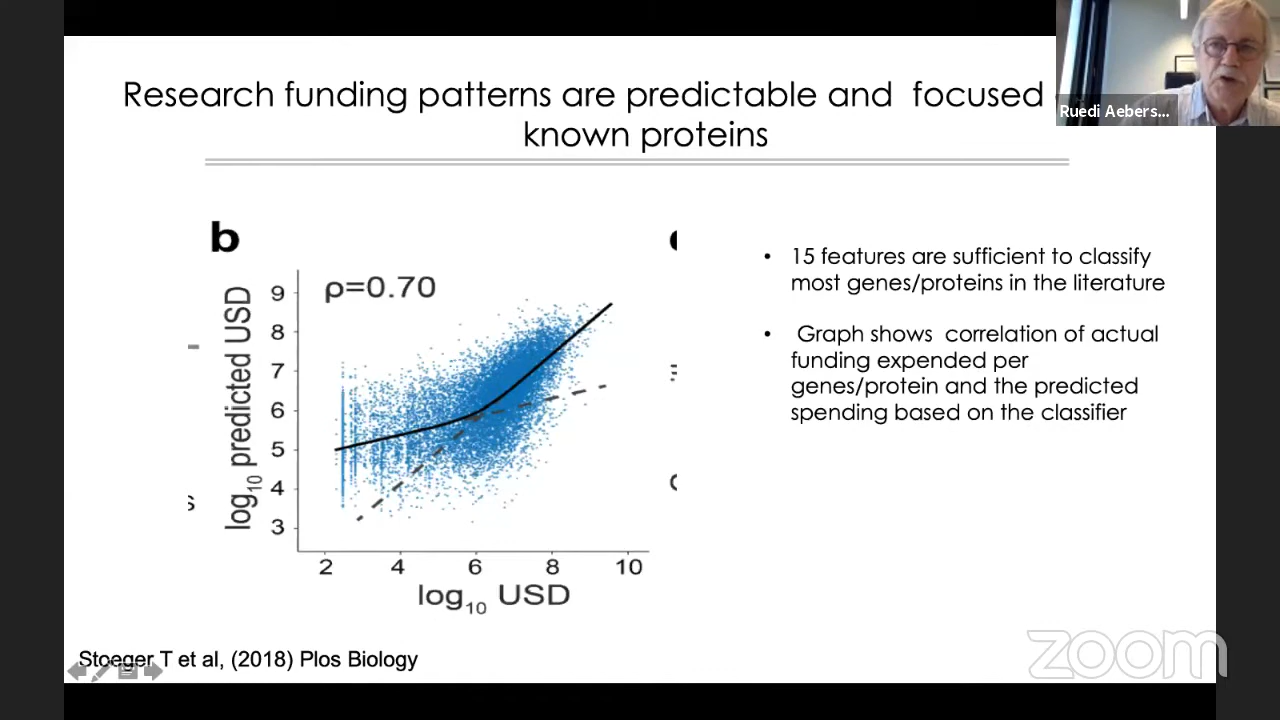 Research funding patterns are predictable and focused
known proteins
Ruedi Aebers...
b
ρ=0.70
log10 predicted USD
9
8
7
6
5
4
3
2 4 6 8 10
log10 USD
s
• 15 features are sufficient to classify
most genes/proteins in the literature
• Graph shows correlation of actual
funding expended per
genes/protein and the predicted
spending based on the classifier
Stoeger T et al, (2018) Plos Biology
zoom